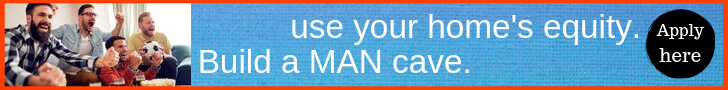 use your home's equity.
Build a MAN cave.
Apply
here